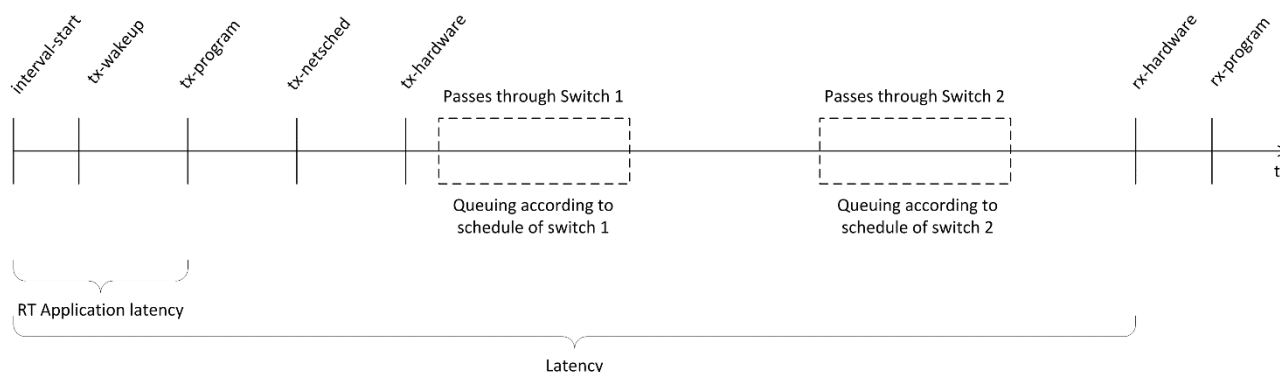 interval-start
tx-wakeup
tx-program
tx-netsched
tx-hardware
rx-hardware
rx-program
Passes through Switch 1
Passes through Switch 2
t
Queuing according to
schedule of switch 1
Queuing according to
schedule of switch 2
RT Application latency
Latency